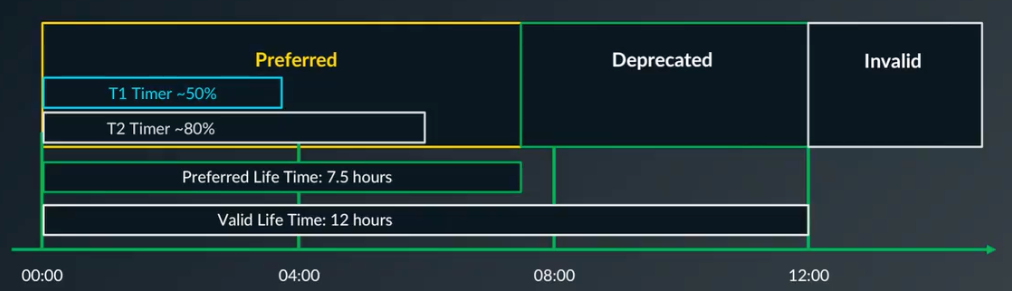 Preferred
Deprecated
Invalid
T1 Timer ~50%
T2 Timer ~80%
Preferred Life Time: 7.5 hours
Valid Life Time: 12 hours
00:00
04:00
08:00
12:00